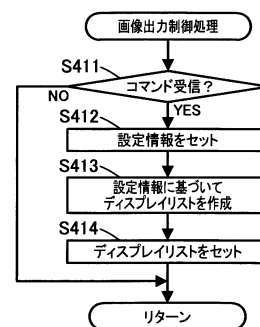 画像出力制御処理
S411
コマンド受信?
NO
YES
S412
設定情報をセット
S413
設定情報に基づいて
ディスプレイリストを作成
S414
ディスプレイリストをセット
リターン